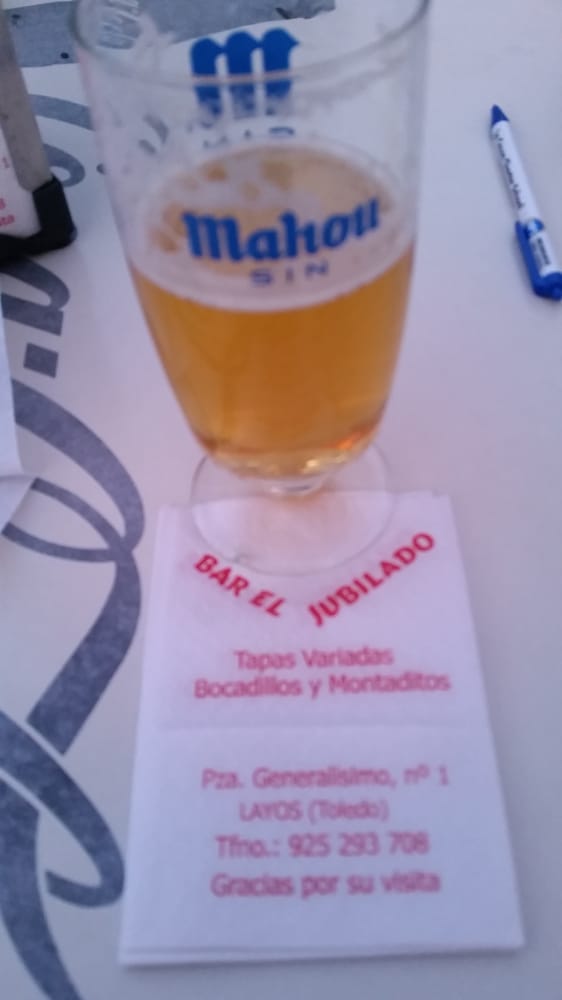 Mahou
SIN
BAR EL JUBILADO
Tapas Variadas
Bocadillos y Montaditos
Pza. Generalisimo, nº 1
LAYOS (Toledo)
Tfno.: 925 293 708
Gracias por su visita